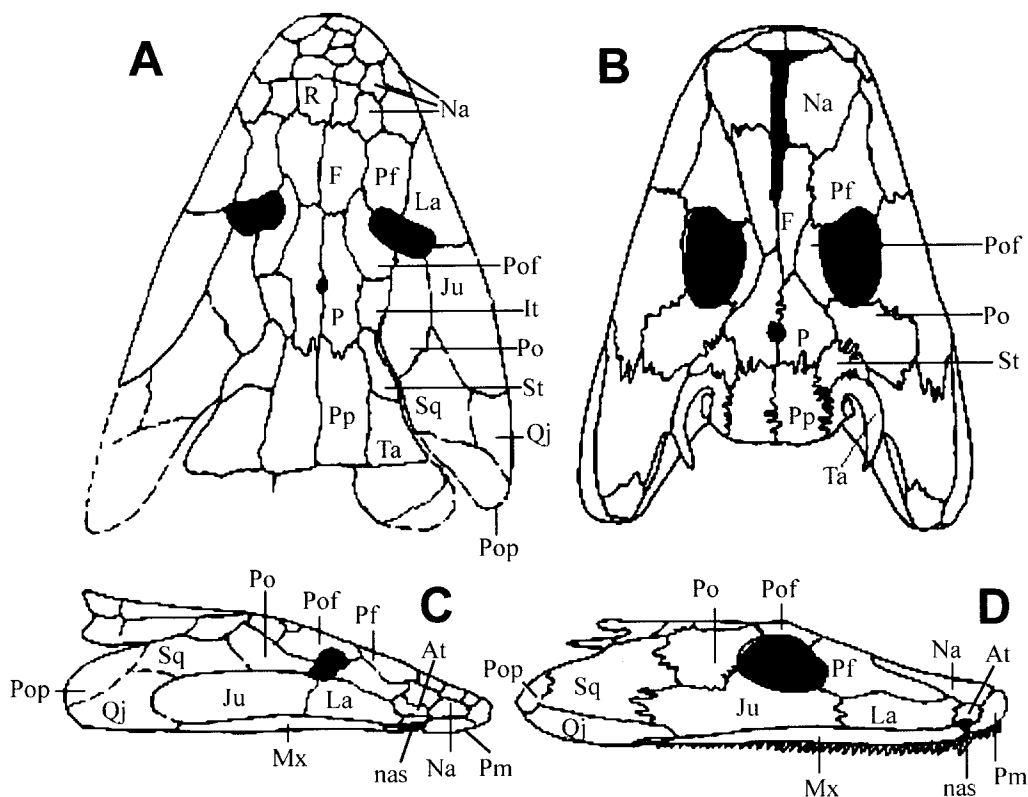 A
B
R
Na
Na
F
Pf
Pf
La
F
Pof
Pof
Ju
It
P
Po
Po
P
St
St
Pp
Sq
Pp
Ta
Qj
Ta
Pop
Po
Pof
C
Po
Pof
D
Pf
At
Na
At
Sq
Pf
Pop
Pop
Sq
Qj
Ju
La
Ju
La
Qj
Mx
nas
Na
Pm
Mx
nas
Pm